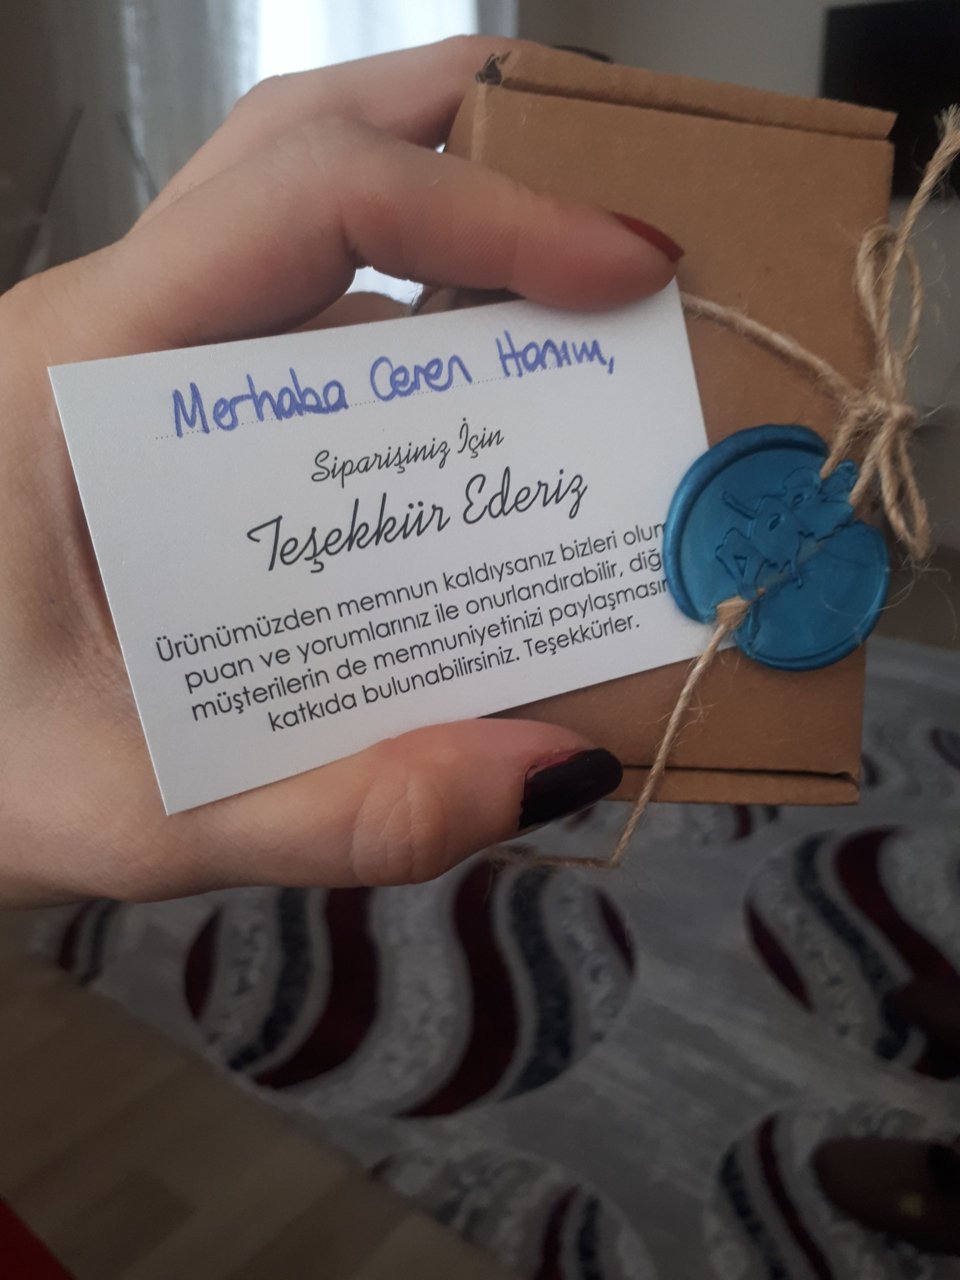 Merhaba Ceren Hanım,
Siparişiniz İçin
Teşekkür Ederiz
Ürünümüzden memnun kaldıysanız bizleri
puan ve yorumlarınız ile onurlandırabilir,
müşterilerin de memnuniyetinizi
katkıda bulunabilirsiniz. Teşekkürler.